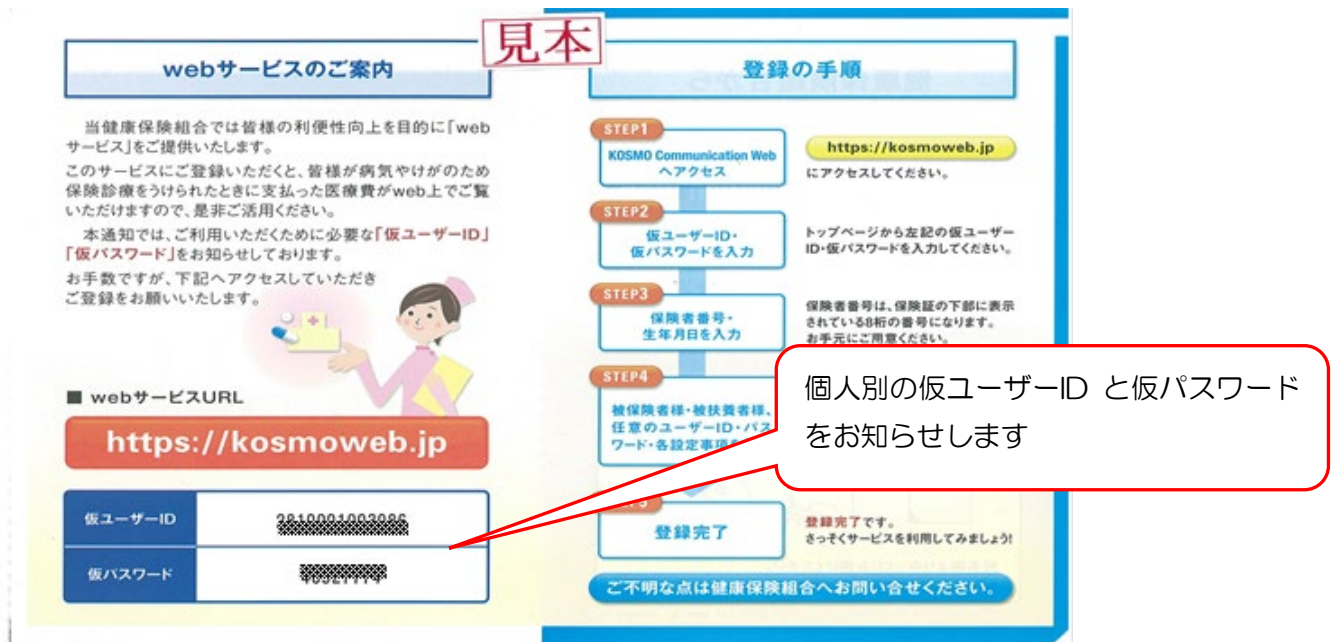 見本
webサービスのご案内
当健康保険組合では皆様の利便性向上を目的に「web
サービス」をご提供いたします。
このサービスにご登録いただくと、皆様が病気やけがのため
保険診療をうけられたときに支払った医療費がweb上でご覧
いただけますので、是非ご活用ください。
本通知では、ご利用いただくために必要な「仮ユーザーID」
「仮パスワード」をお知らせしております。
お手数ですが、下記へアクセスしていただき
ご登録をお願いいたします。
■ webサービスURL
https://kosmoweb.jp
仮ユーザーID
仮パスワード
登録の手順
STEP1
KOSMO Communication Web
へアクセス
https://kosmoweb.jp
にアクセスしてください。
STEP2
仮ユーザーID・
仮パスワードを入力
トップページから左記の仮ユーザー
ID・仮パスワードを入力してください。
STEP3
保険者番号・
生年月日を入力
保険者番号は、保険証の下部に表示
されている8桁の番号になります。
お手元にご用意ください。
STEP4
被保険者様・被扶養者様、
任意のユーザーID・パス
ワード・各設定事項を
個人別の仮ユーザーID と仮パスワード
をお知らせします
登録完了
登録完了です。
さっそくサービスを利用してみましょう!
ご不明な点は健康保険組合へお問い合せください。